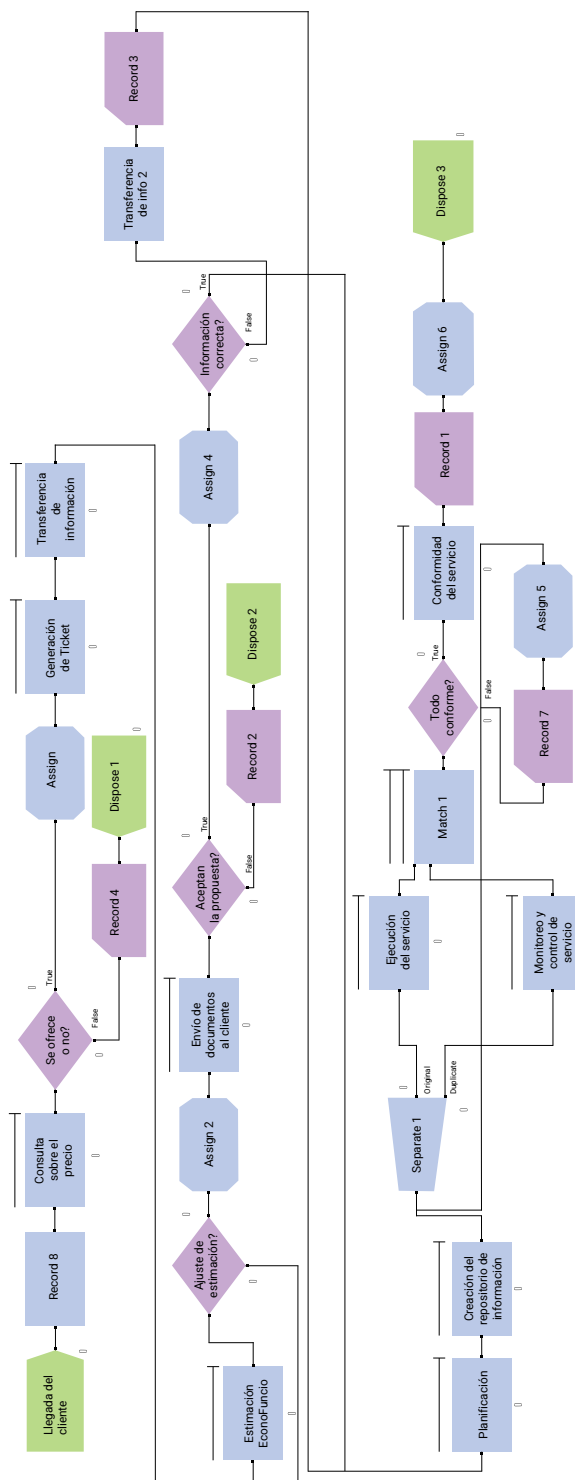 Llegada del
cliente
Record 8
Consulta
sobre el
precio
Se ofrece
o no?
True
False
Record 4
Dispose 1
Assign
Generación
de Ticket
Transferencia
de
información
Estimación
EconoFuncio
Ajuste de
estimación?
Assign 2
Envío de
documentos
al cliente
Aceptan
la propuesta?
True
False
Record 2
Dispose 2
Assign 4
Información
correcta?
True
False
Transferencia
de info 2
Record 3
Planificación
Creación del
repositorio de
información
Separate 1
Original
Duplicate
Ejecución
del servicio
Monitoreo y
control de
servicio
Match 1
Todo
conforme?
True
False
Record 7
Assign 5
Conformidad
del servicio
Record 1
Assign 6
Dispose 3